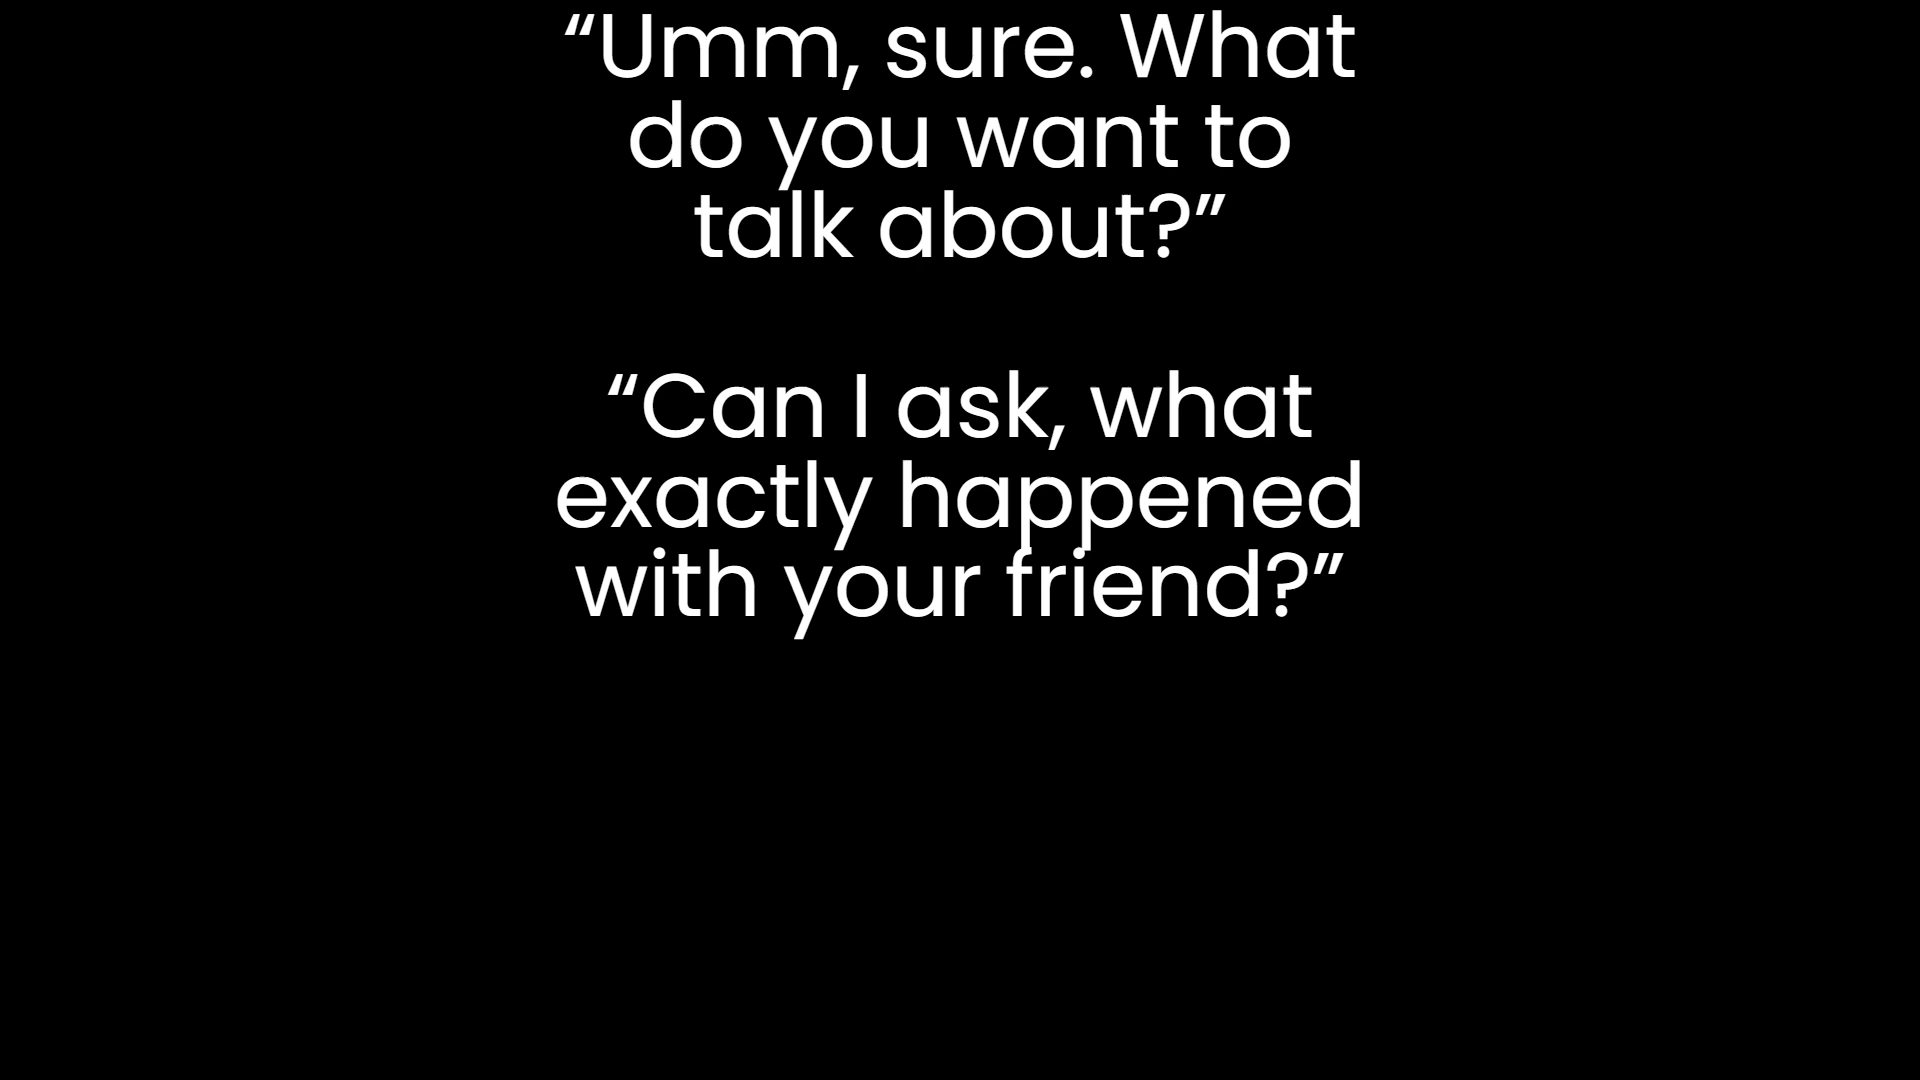 “Umm, sure. What
do you want to
talk about?”
“Can I ask, what
exactly happened
with your friend?”